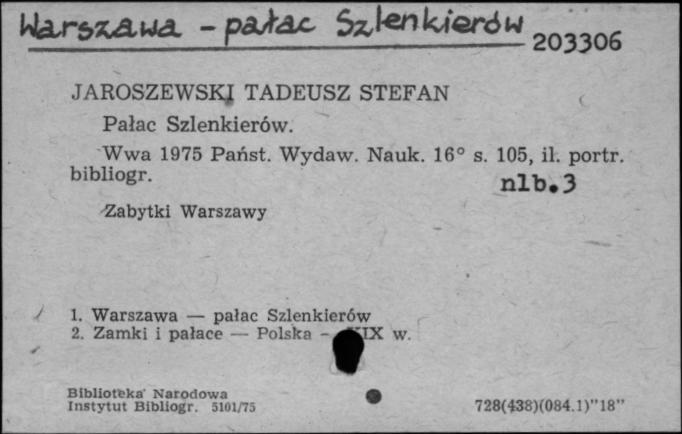 Warszawa - pałac Szlenkierów
203306
JAROSZEWSKI TADEUSZ STEFAN
Pałac Szlenkierów.
Wwa 1975 Państ. Wydaw. Nauk. 16° s. 105, il. portr.
bibliogr.
nlb.3
Zabytki Warszawy
1. Warszawa — pałac Szlenkierów
2. Zamki i pałace — Polska - XIX w.
Biblioteka Narodowa
Instytut Bibliogr. 5101/75
728(438)(084.1)"18"